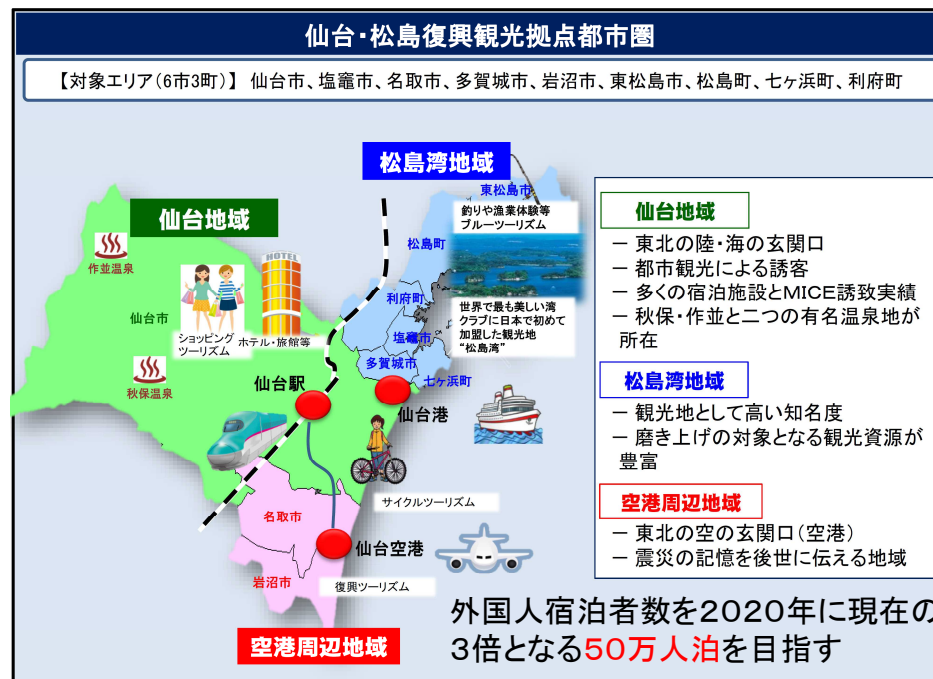 仙台・松島復興観光拠点都市圏
【対象エリア(6市3町)】 仙台市、塩竈市、名取市、多賀城市、岩沼市、東松島市、松島町、七ヶ浜町、利府町
松島湾地域
東松島市
釣りや漁業体験等
ブルーツーリズム
仙台地域
松島町
作並温泉
HOTEL
利府町
世界で最も美しい湾
クラブに日本で初めて
加盟した観光地
“松島湾”
仙台市
塩竈市
ショッピング
ツーリズム
ホテル・旅館等
多賀城市
七ヶ浜町
秋保温泉
仙台駅
仙台港
サイクルツーリズム
名取市
仙台空港
岩沼市
復興ツーリズム
空港周辺地域
仙台地域
― 東北の陸・海の玄関口
― 都市観光による誘客
― 多くの宿泊施設とMICE誘致実績
― 秋保・作並と二つの有名温泉地が
所在
松島湾地域
― 観光地として高い知名度
― 磨き上げの対象となる観光資源が
豊富
空港周辺地域
― 東北の空の玄関口(空港)
― 震災の記憶を後世に伝える地域
外国人宿泊者数を2020年に現在の
3倍となる50万人泊を目指す